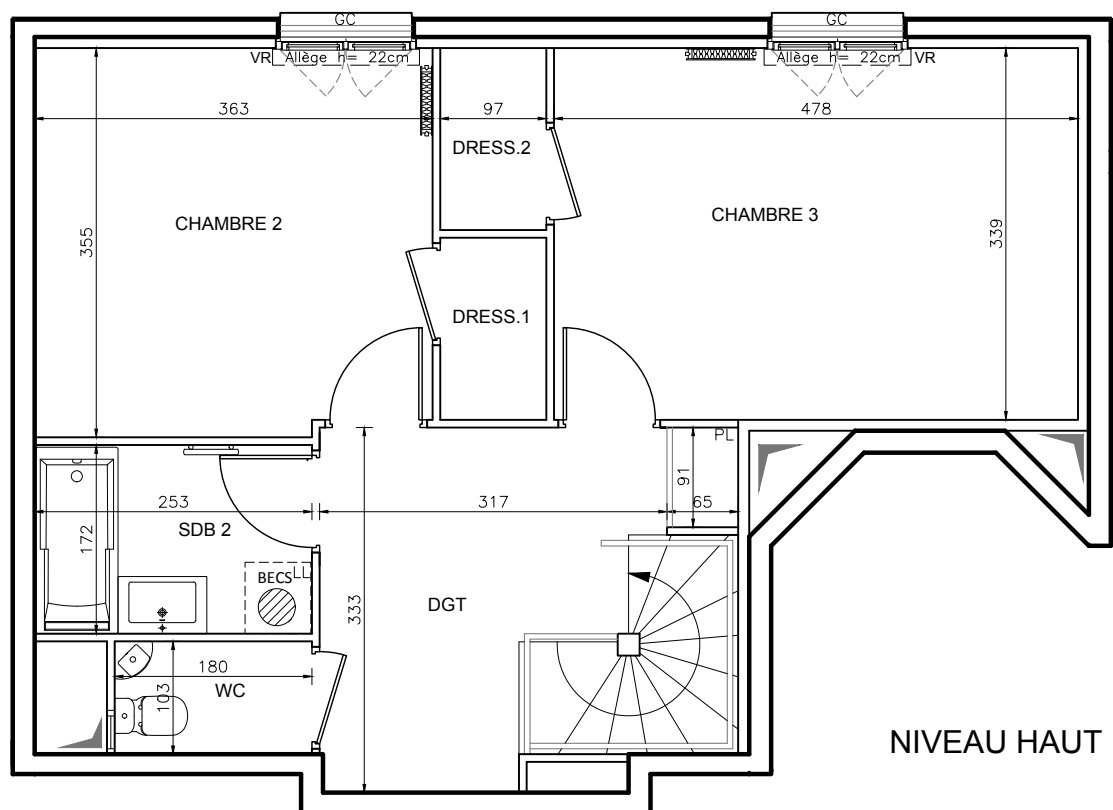 GC
GC
VR Allège h= 22cm
Allège h= 22cm VR
363
97
478
DRESS.2
CHAMBRE 2
CHAMBRE 3
355
339
DRESS.1
PL
91
253
317
65
172
SDB 2
BECS LL
333
DGT
180
WC
103
NIVEAU HAUT